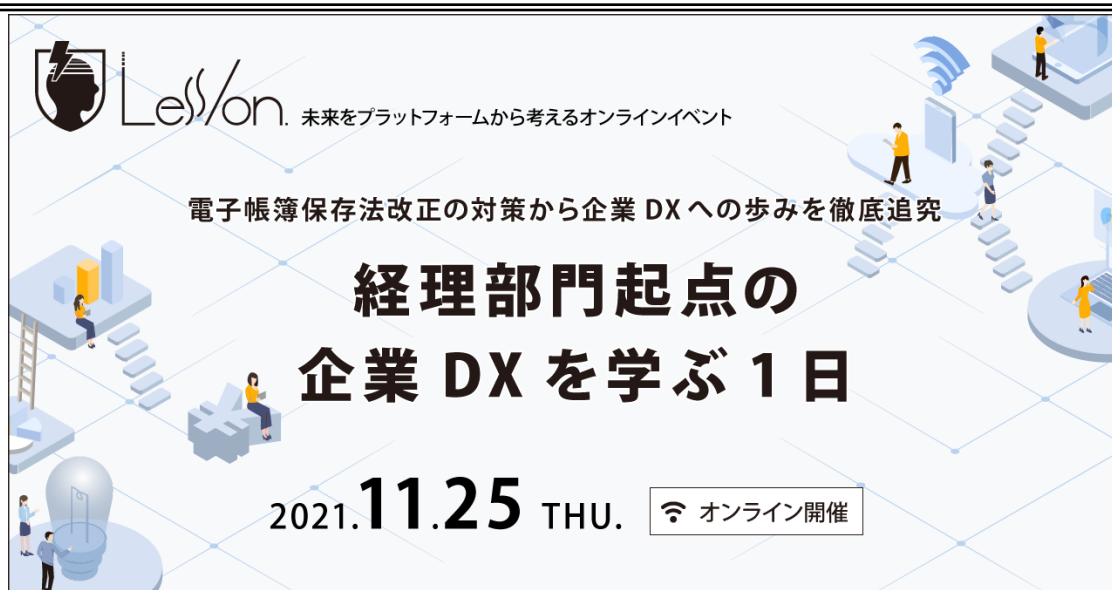 Lesson. 未来をプラットフォームから考えるオンラインイベント
電子帳簿保存法改正の対策から企業 DX への歩みを徹底追究
経理部門起点の
企業 DX を学ぶ 1 日
2021.11.25 THU. オンライン開催